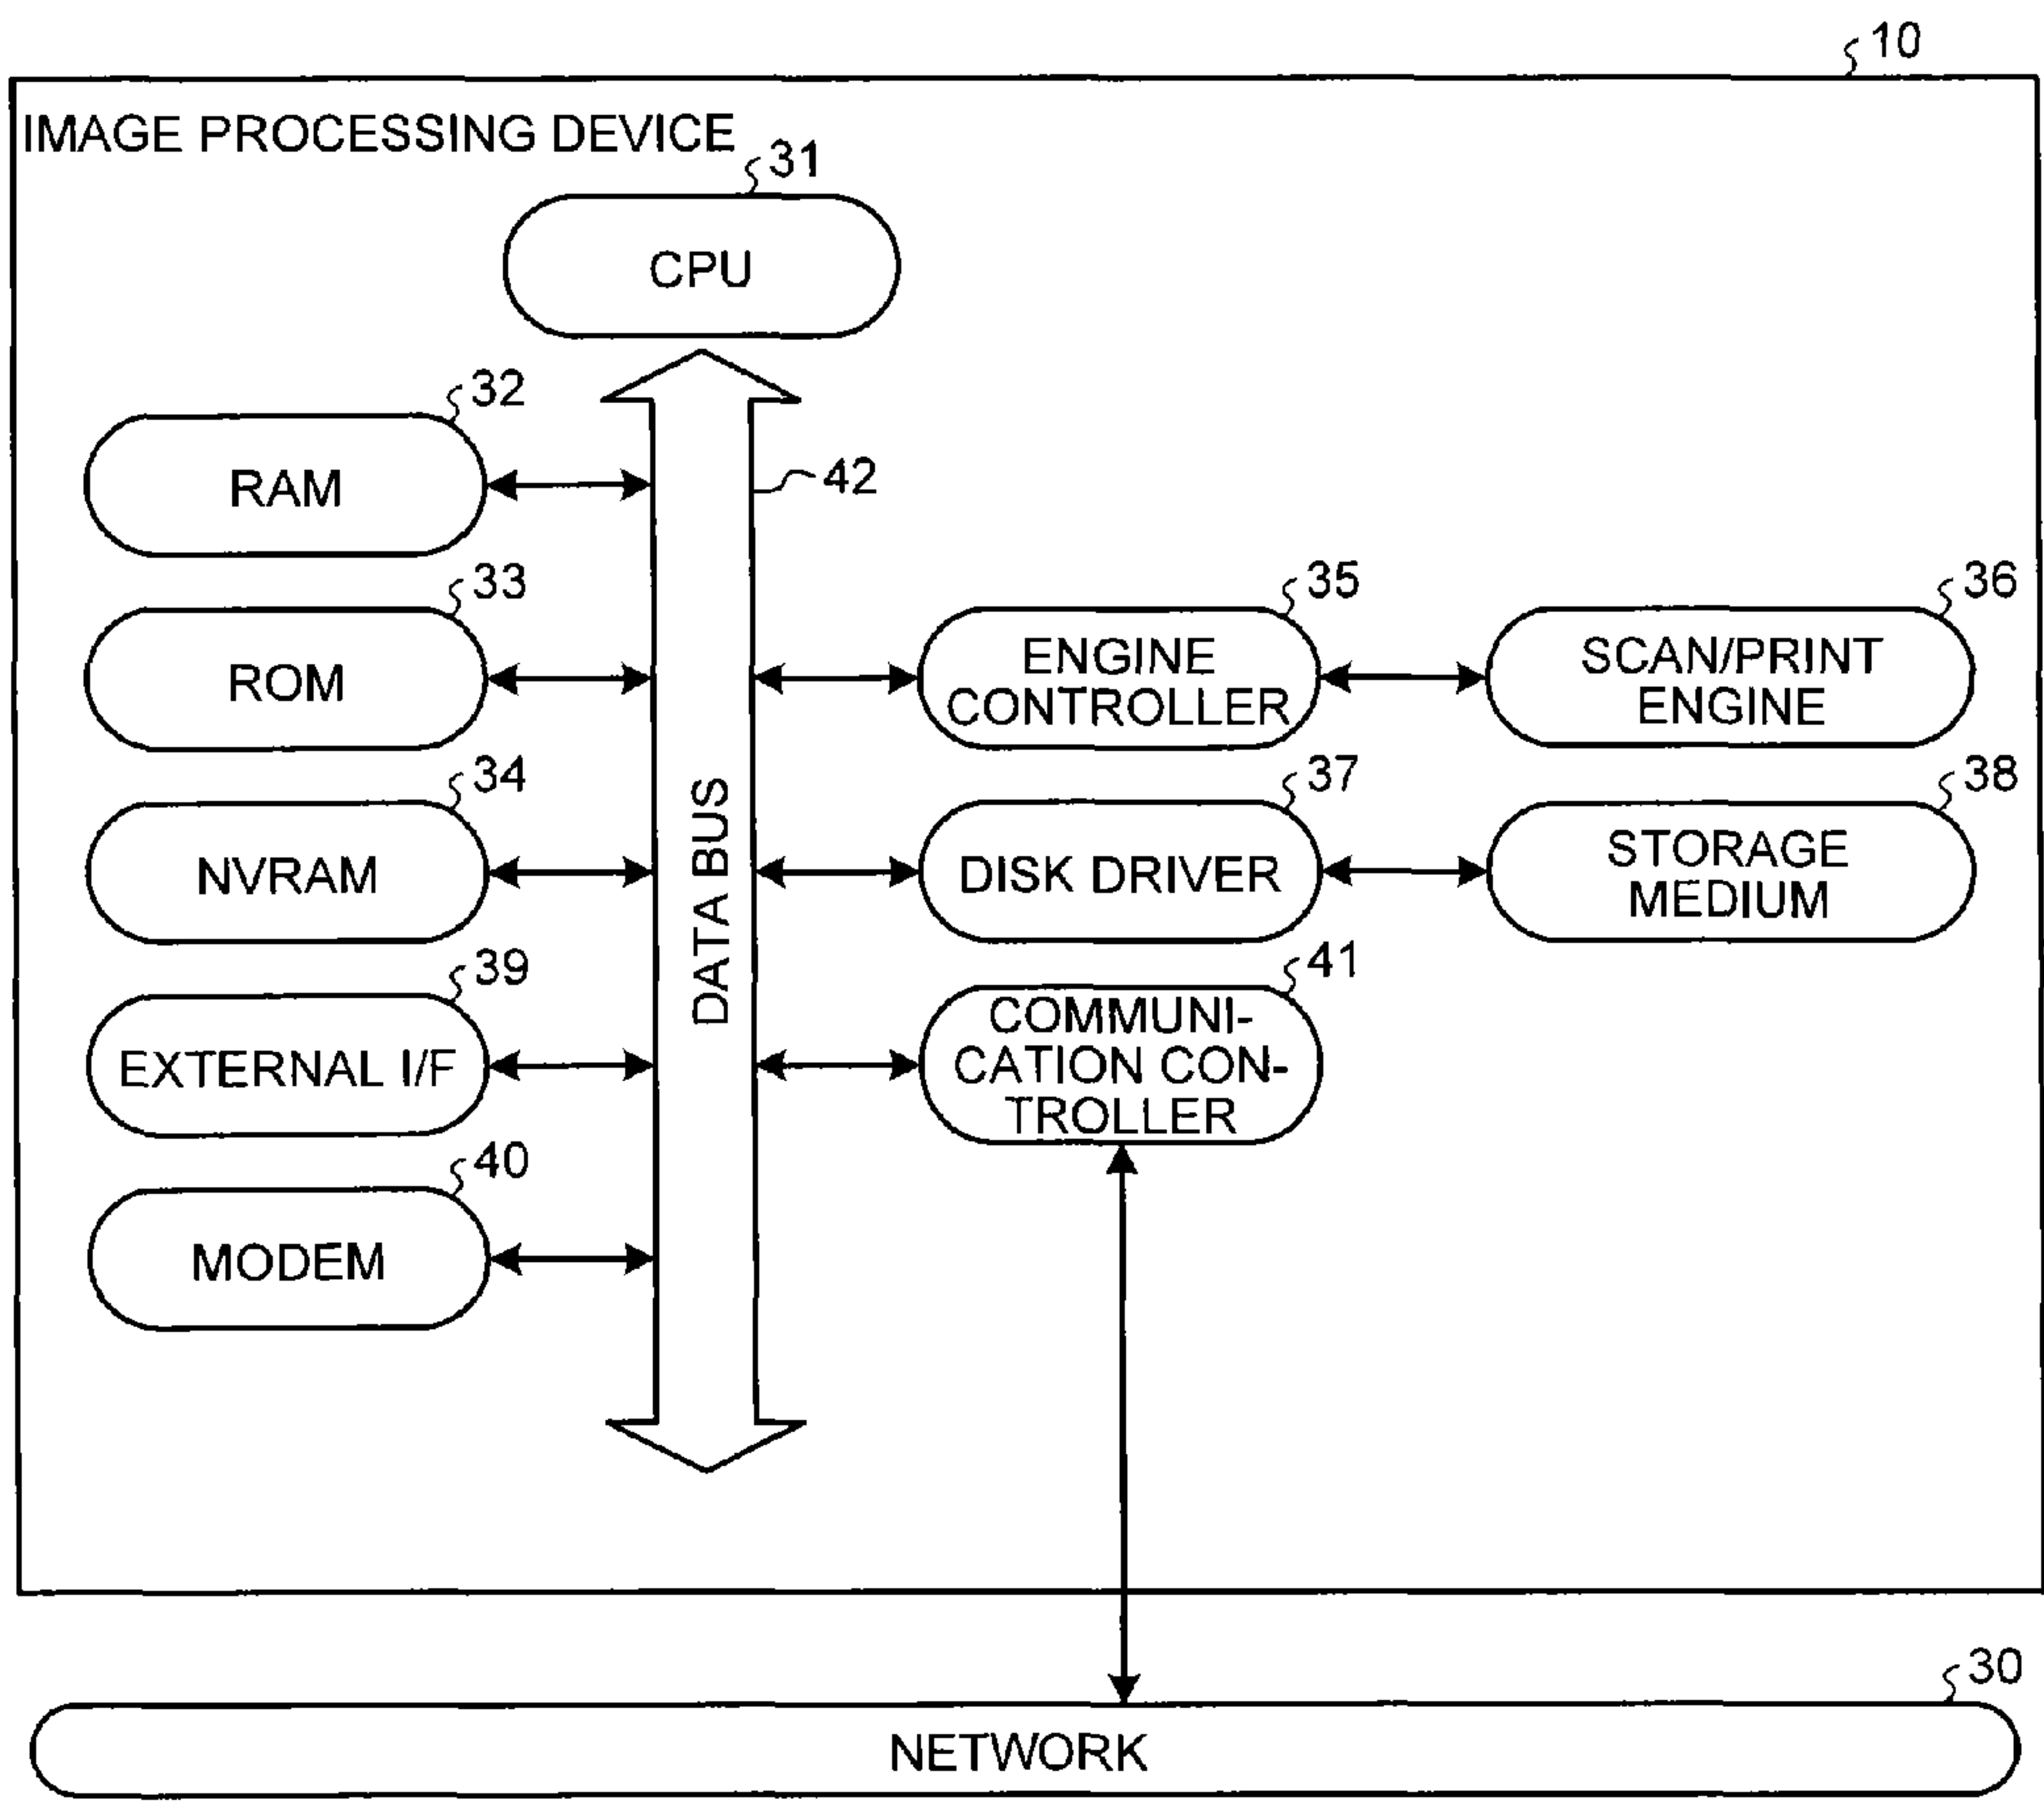 10
IMAGE PROCESSING DEVICE
31
CPU
32
RAM
42
33
ROM
35
ENGINE
CONTROLLER
36
SCAN/PRINT
ENGINE
34
NVRAM
DATA BUS
37
DISK DRIVER
38
STORAGE
MEDIUM
39
EXTERNAL I/F
41
COMMUNI-
CATION CON-
TROLLER
40
MODEM
30
NETWORK